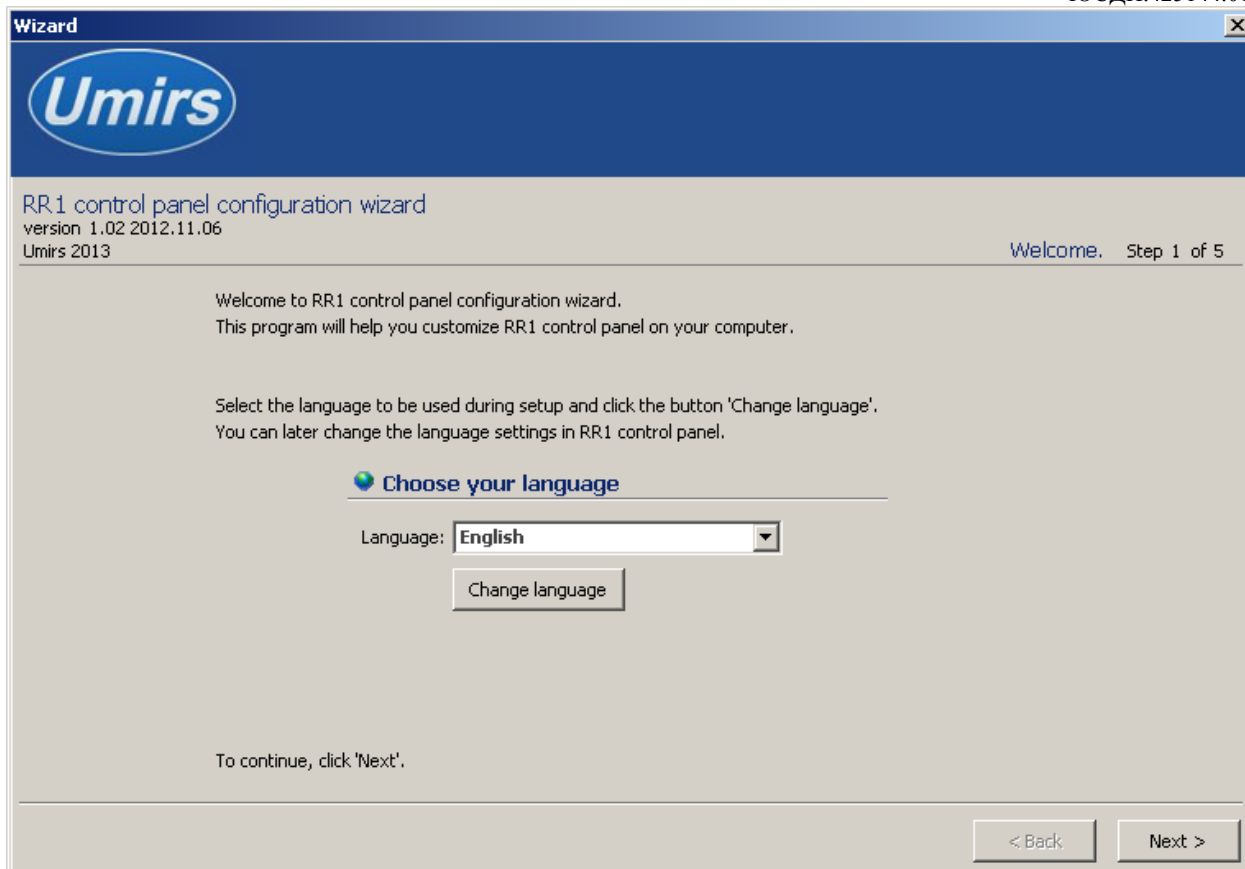 Wizard
Umirs
RR1 control panel configuration wizard
version 1.02 2012.11.06
Umirs 2013
Welcome. Step 1 of 5
Welcome to RR1 control panel configuration wizard.
This program will help you customize RR1 control panel on your computer.
Select the language to be used during setup and click the button 'Change language'.
You can later change the language settings in RR1 control panel.
Choose your language
Language: English
Change language
To continue, click 'Next'.
< Back Next >